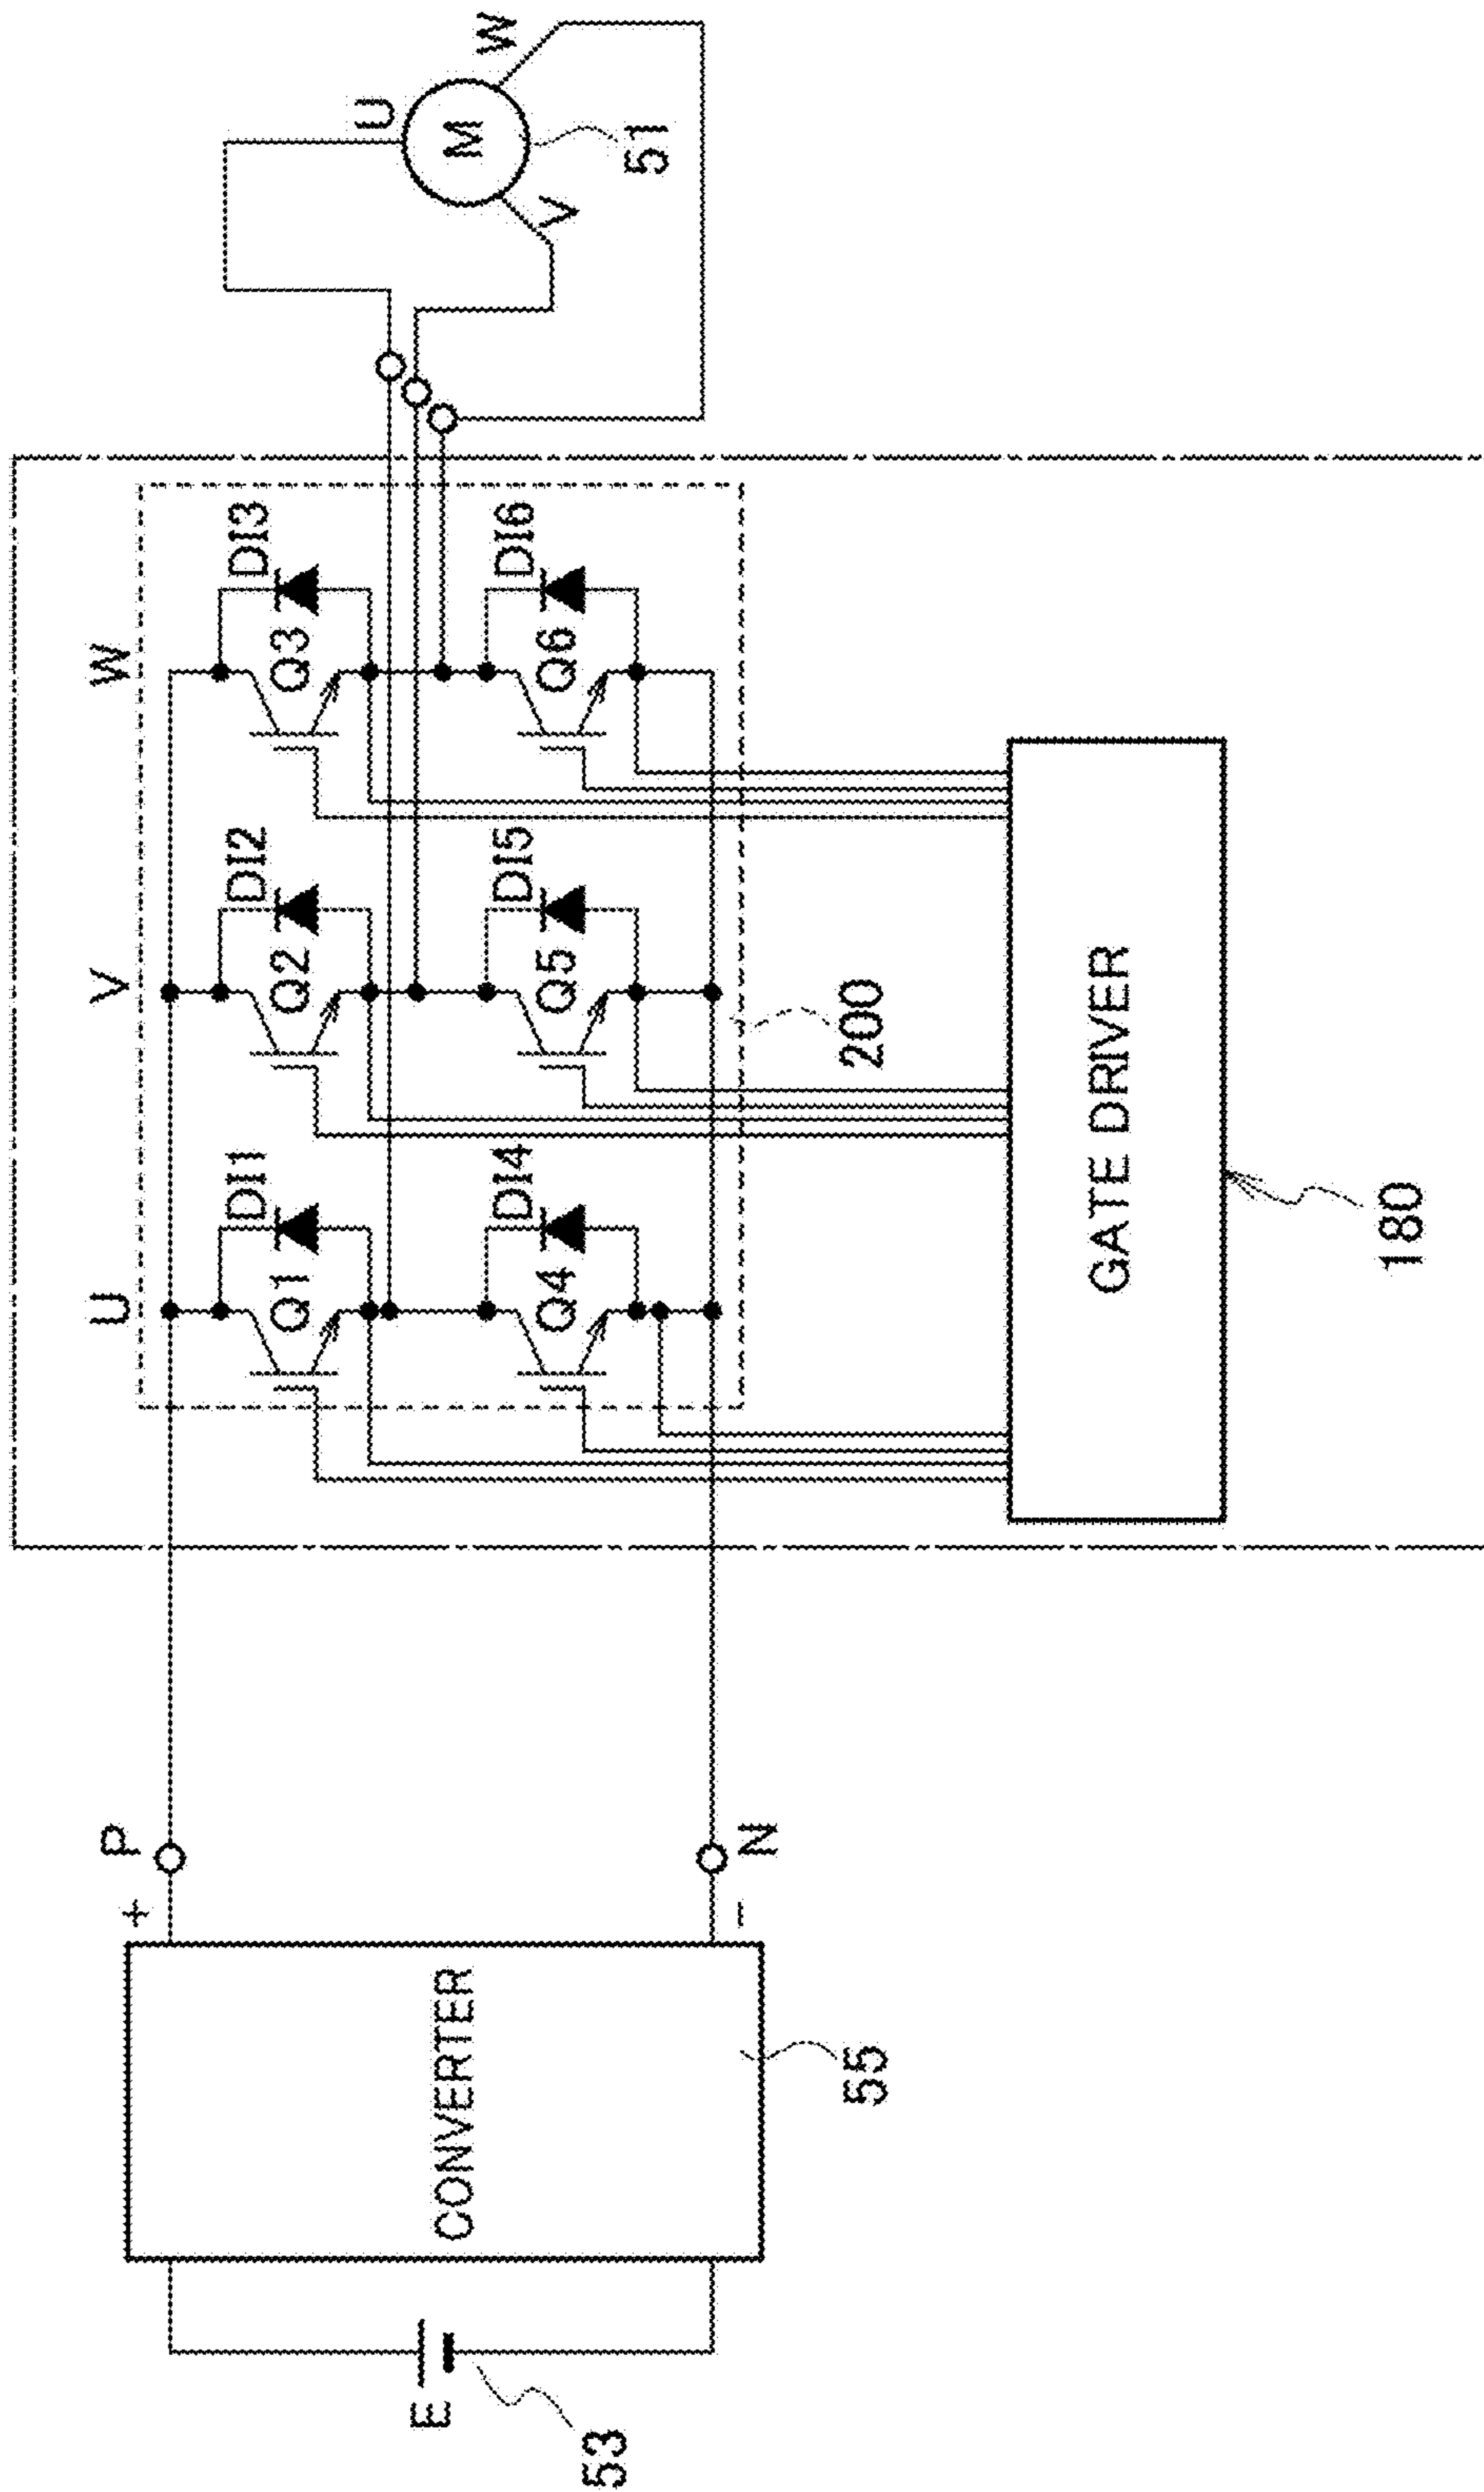 U
V
W
DI1
DI2
DI3
Q1
Q2
Q3
DI4
DI5
DI6
Q4
Q5
Q6
U
M
V
W
51
P
+
N
−
E
53
CONVERTER
55
200
GATE DRIVER
180